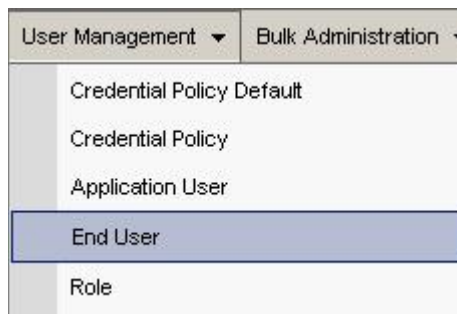 User Management Bulk Administration
Credential Policy Default
Credential Policy
Application User
End User
Role